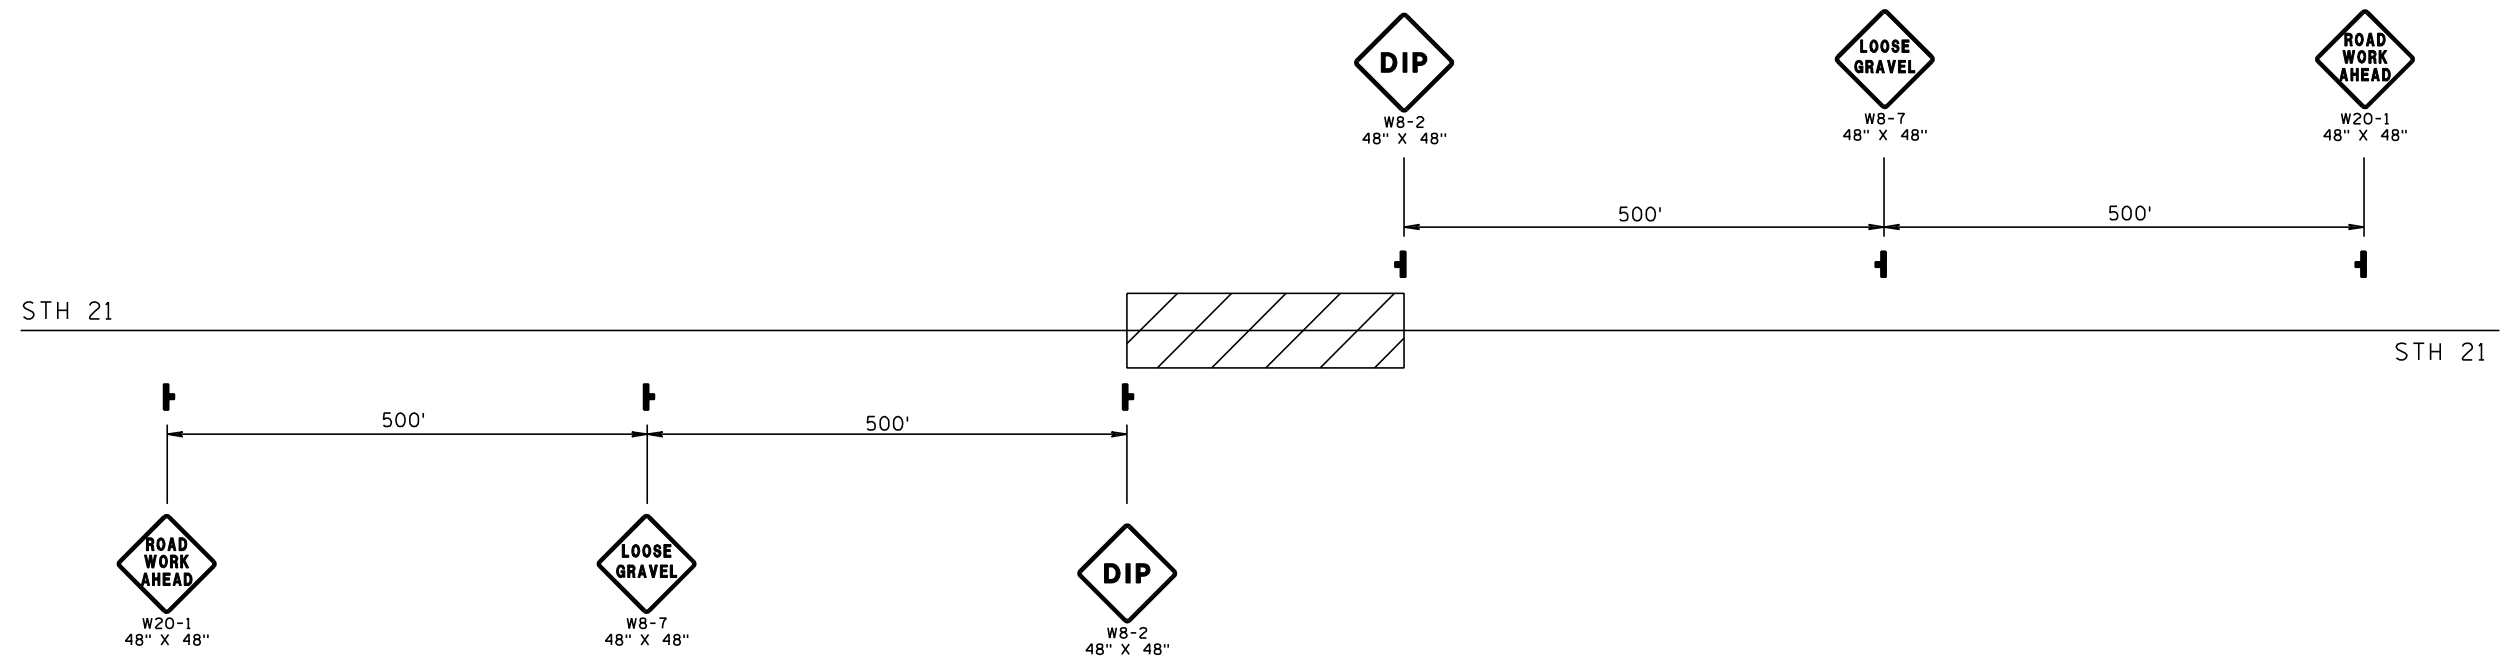 DIP
W8-2
48" X 48"
LOOSE
GRAVEL
W8-7
48" X 48"
ROAD
WORK
AHEAD
W20-1
48" X 48"
500'
500'
STH 21
STH 21
500'
500'
ROAD
WORK
AHEAD
W20-1
48" X 48"
LOOSE
GRAVEL
W8-7
48" X 48"
DIP
W8-2
48" X 48"